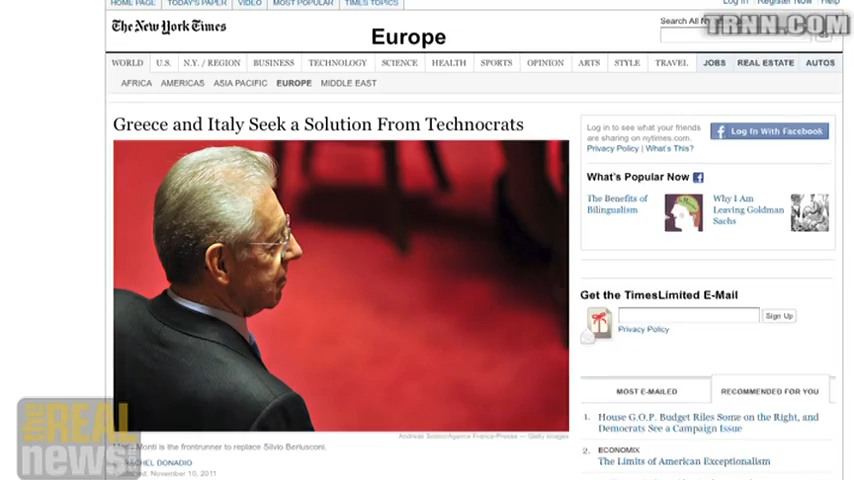 HOME PAGE TODAY'S PAPER VIDEO MOST POPULAR TIMES TOPICS
Log In Register Now Help
The New York Times
Europe
Search All
TRNN.COM
WORLD U.S. N.Y. / REGION BUSINESS TECHNOLOGY SCIENCE HEALTH SPORTS OPINION ARTS STYLE TRAVEL JOBS REAL ESTATE AUTOS
AFRICA AMERICAS ASIA PACIFIC EUROPE MIDDLE EAST
Greece and Italy Seek a Solution From Technocrats
Andreas Solaro/Agence France-Presse — Getty Images
Monti is the frontrunner to replace Silvio Berlusconi.
RACHEL DONADIO
November 10, 2011
the REAL news
Log in to see what your friends
are sharing on nytimes.com.
Privacy Policy | What's This?
Log In With Facebook
What's Popular Now
The Benefits of
Bilingualism
Why I Am
Leaving Goldman
Sachs
Get the TimesLimited E-Mail
Sign Up
Privacy Policy
MOST E-MAILED
RECOMMENDED FOR YOU
1. House G.O.P. Budget Riles Some on the Right, and
Democrats See a Campaign Issue
2. ECONOMIX
The Limits of American Exceptionalism